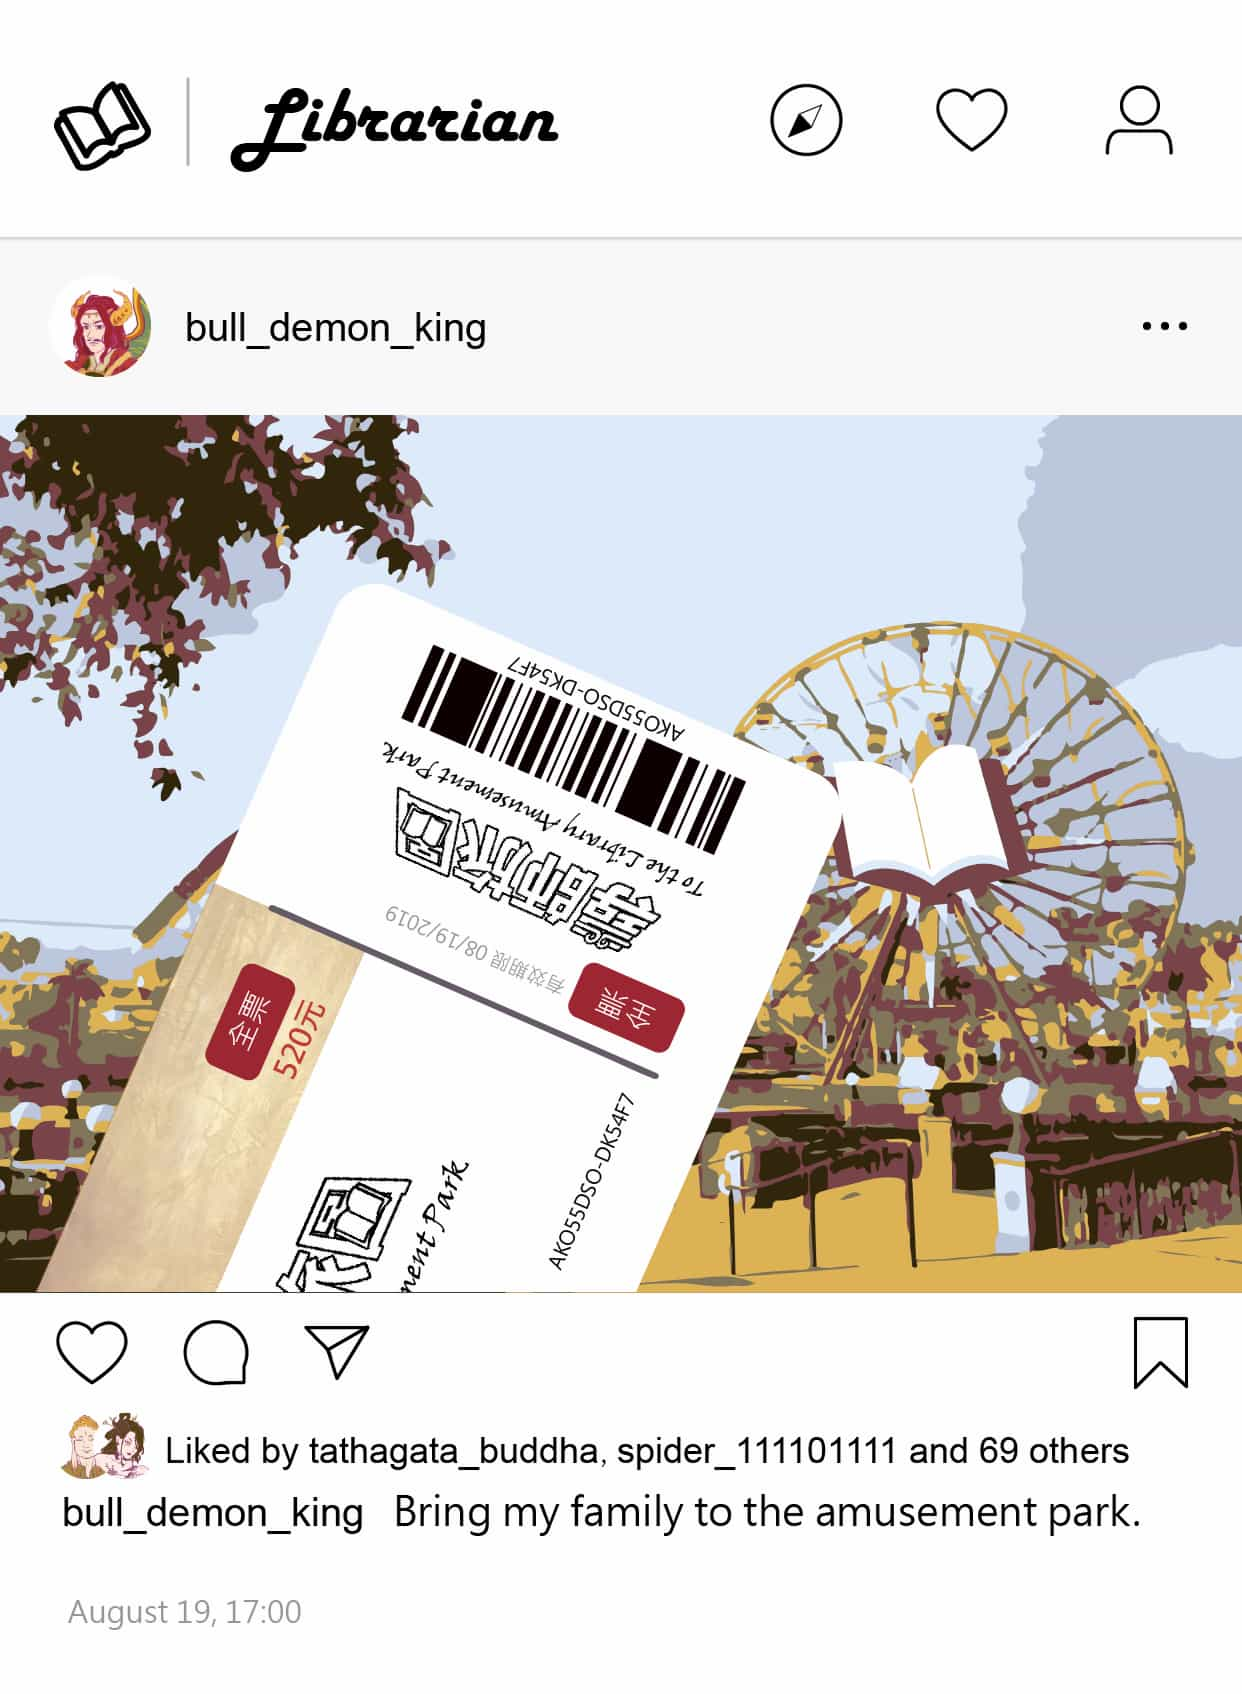 Librarian
bull_demon_king
AKO55DSO-DK54F7
To the Library Amusement Park
有效期限 08/19/2019
全票
全票
520元
ment Park
AKO55DSO-DK54F7
Liked by tathagata_buddha, spider_111101111 and 69 others
bull_demon_king Bring my family to the amusement park.
August 19, 17:00